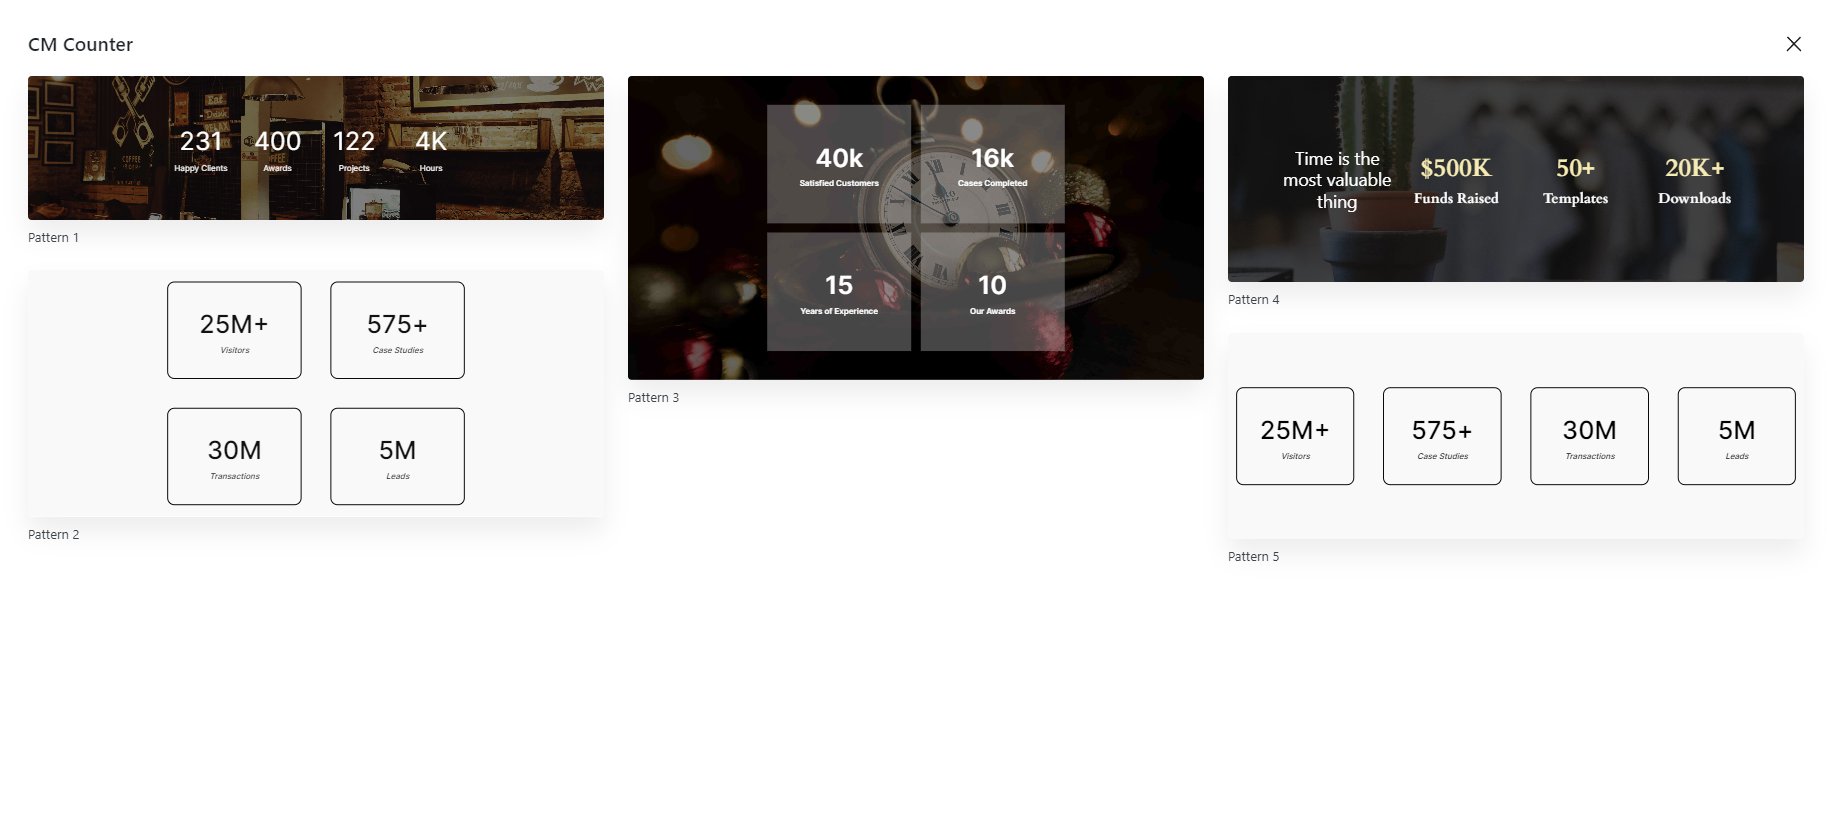 CM Counter
231
400
122
4K
Happy Clients
Awards
Projects
Hours
Pattern 1
25M+
575+
Visitors
Case Studies
30M
5M
Transactions
Leads
Pattern 2
40k
16k
Satisfied Customers
Cases Completed
15
10
Years of Experience
Our Awards
Pattern 3
Time is the
most valuable
thing
$500K
50+
20K+
Funds Raised
Templates
Downloads
Pattern 4
25M+
575+
30M
5M
Visitors
Case Studies
Transactions
Leads
Pattern 5